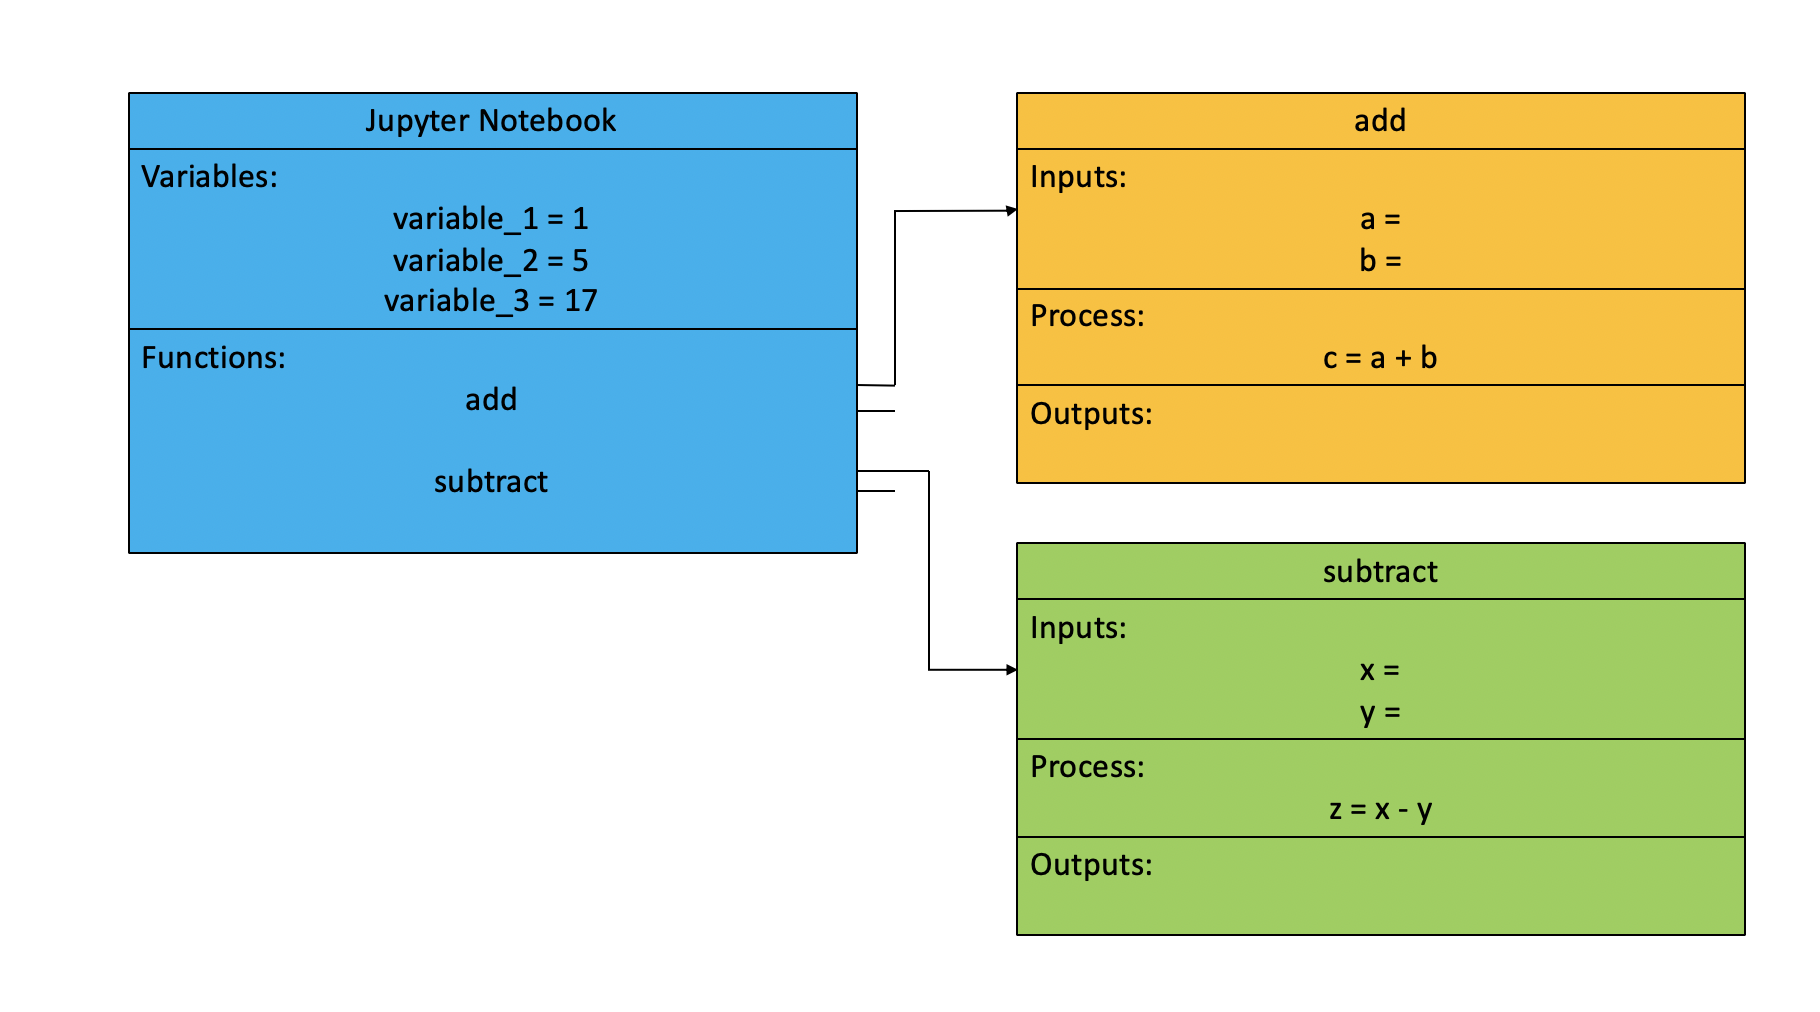 Jupyter Notebook
Variables:
variable_1 = 1
variable_2 = 5
variable_3 = 17
Functions:
add
subtract
add
Inputs:
a =
b =
Process:
c = a + b
Outputs:
subtract
Inputs:
x =
y =
Process:
z = x - y
Outputs: